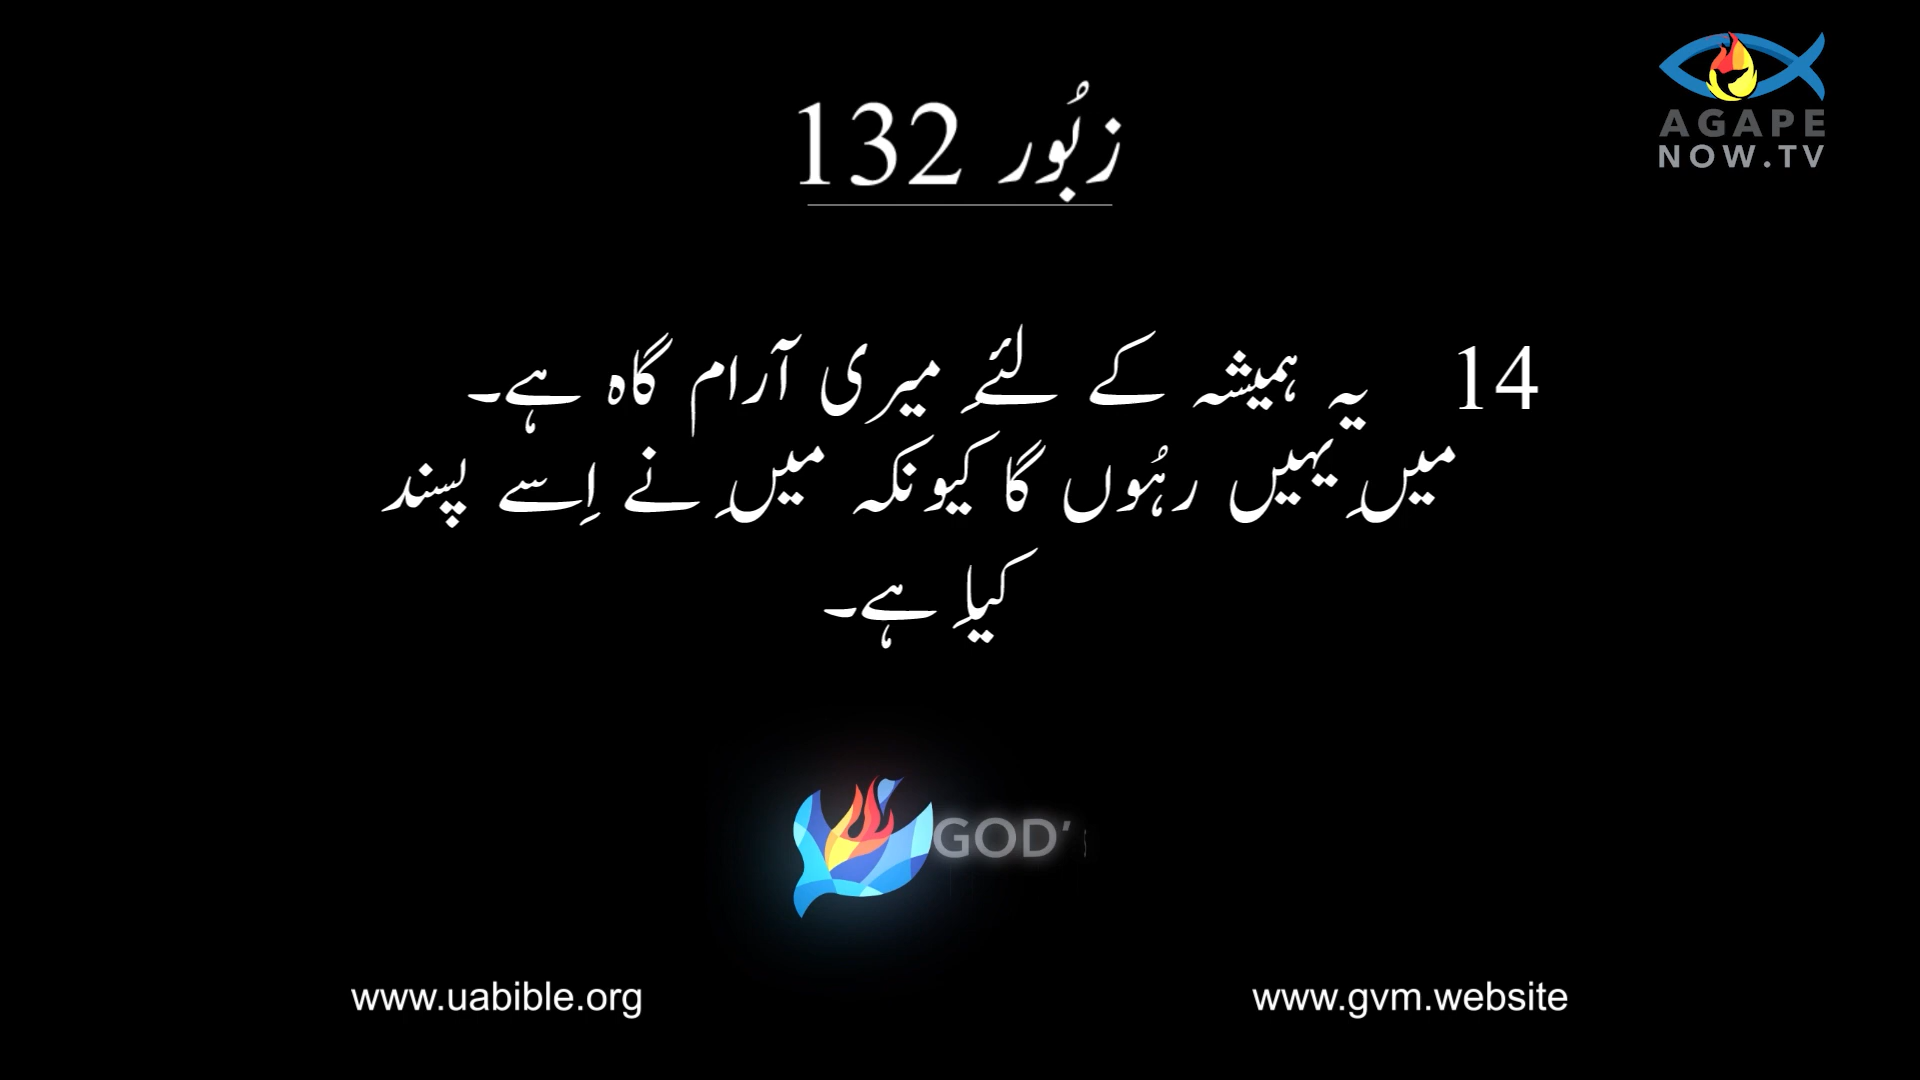 زبُور 132
AGAPE
NOW.TV
14 یہ ہمیشہ کے لئِے میری آرام گاہ ہے۔
میںِ یہیں رہُوں گا کیونکہ میںِ نے اِسے پسند
کیاِ ہے۔
GOD'
www.uabible.org
www.gvm.website